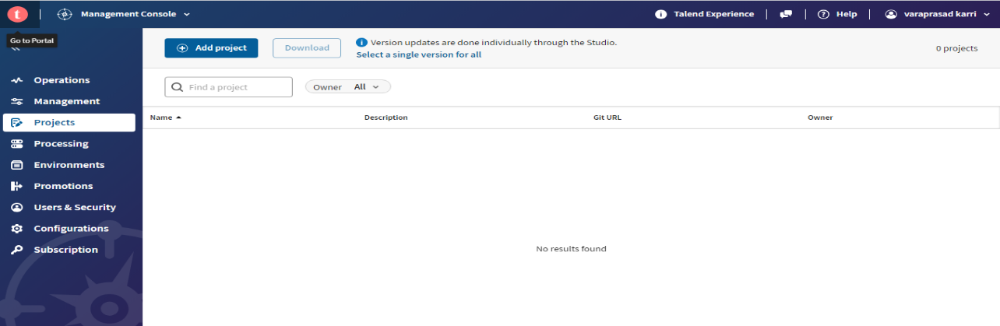 t Management Console Talend Experience Help varaprasad karri
Go to Portal
Add project Download Version updates are done individually through the Studio.
Select a single version for all
0 projects
Find a project Owner All
Operations
Management
Projects
Processing
Environments
Promotions
Users & Security
Configurations
Subscription
Name Description Git URL Owner
No results found